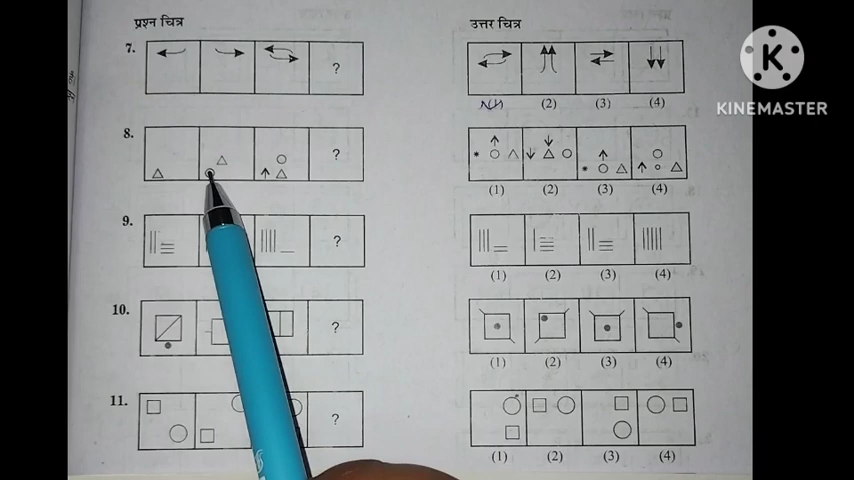 प्रश्न चित्र
उत्तर चित्र
7.
?
(2) (3) (4)
8.
?
(1) (2) (3) (4)
9.
?
(1) (2) (3) (4)
10.
?
(1) (2) (3) (4)
11.
?
(1) (2) (3) (4)
K
KINEMASTER